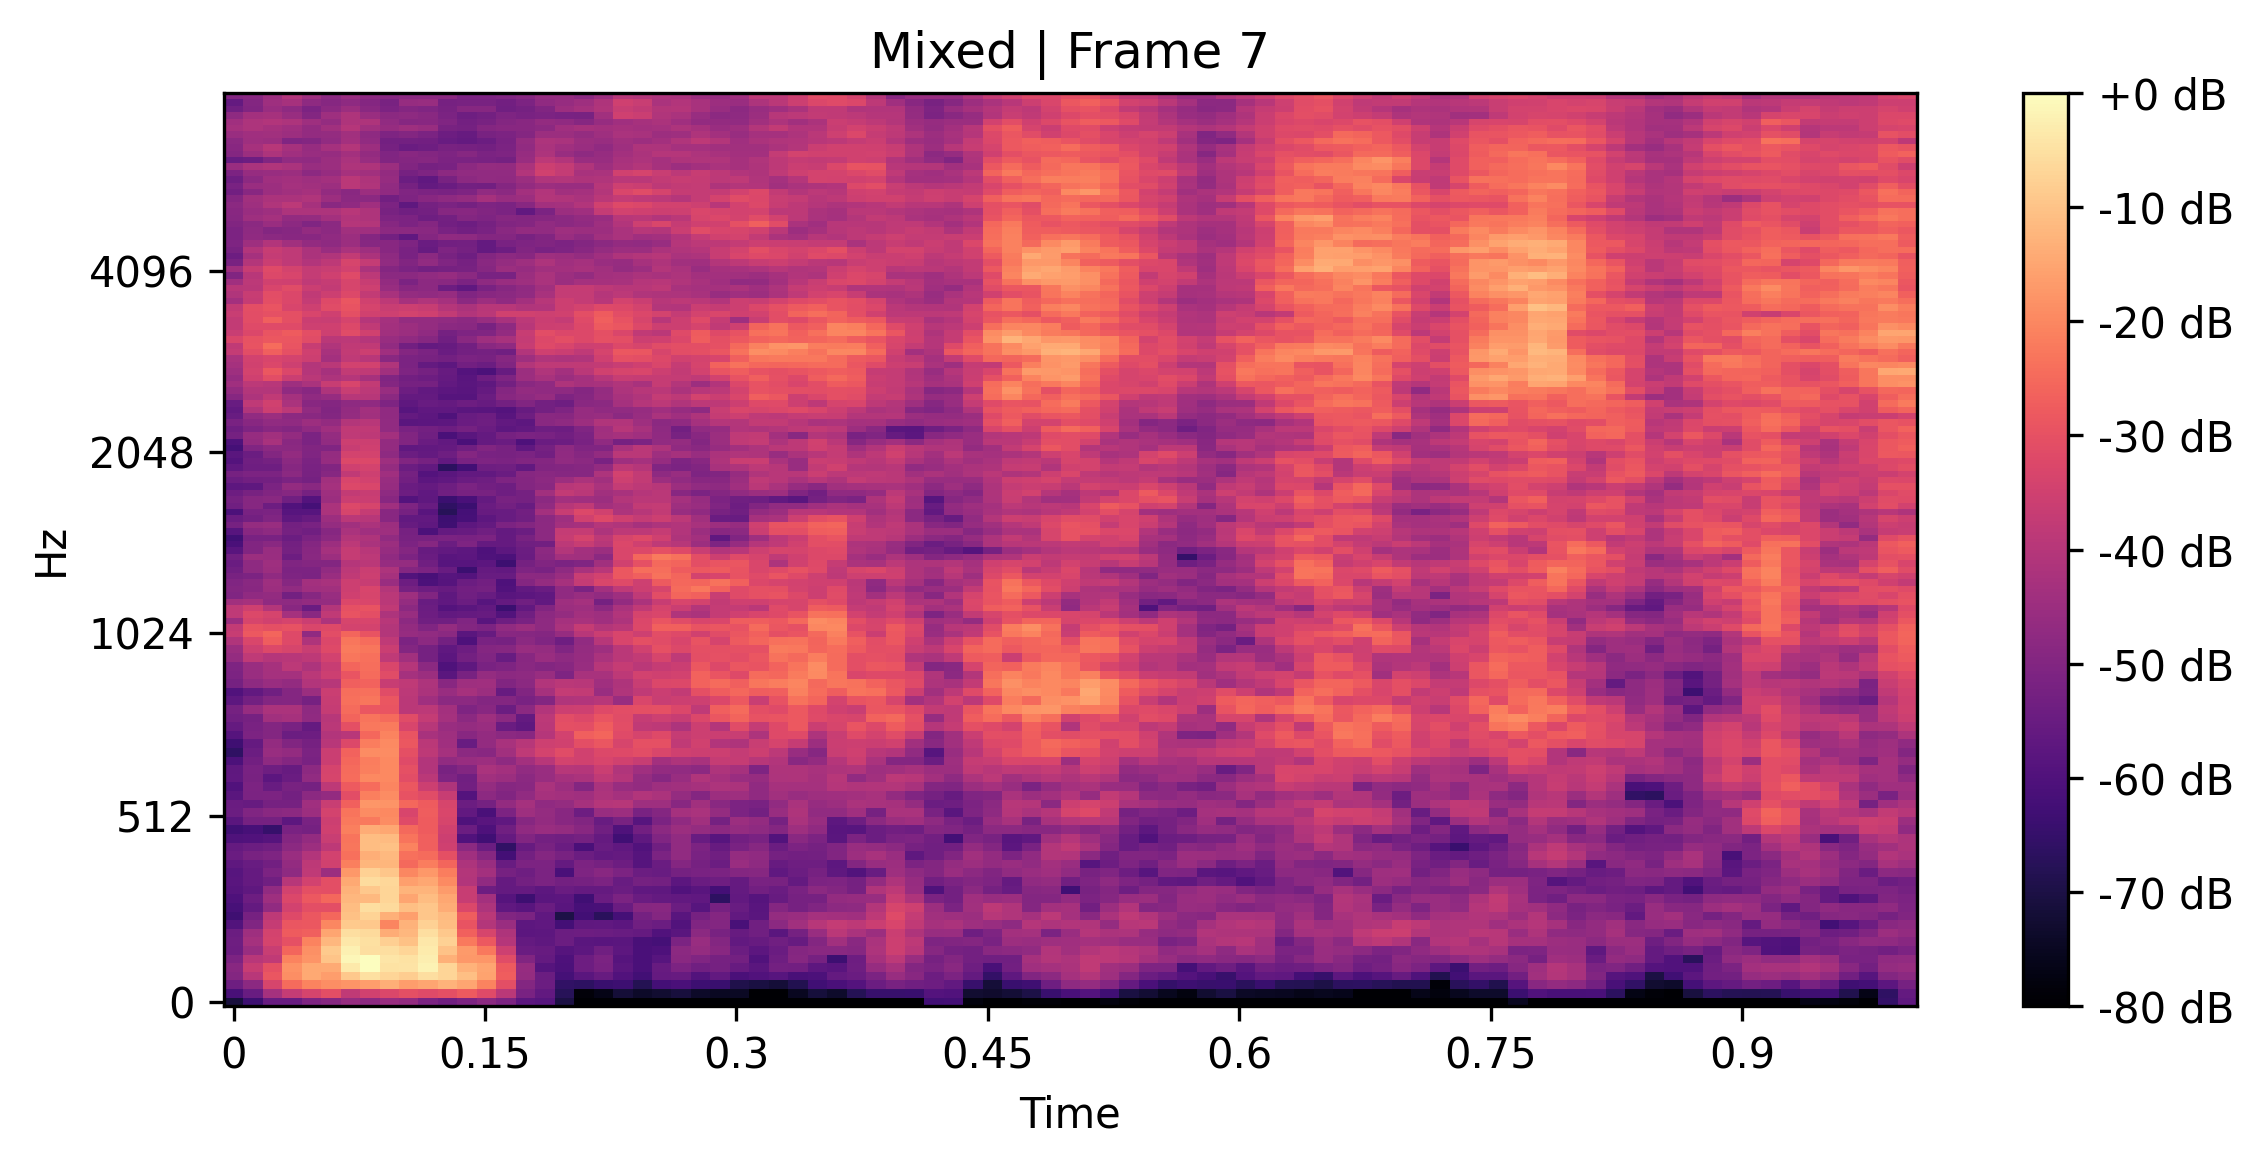 Mixed | Frame 7
Hz
4096
2048
1024
512
0
0 0.15 0.3 0.45 0.6 0.75 0.9
Time
+0 dB
-10 dB
-20 dB
-30 dB
-40 dB
-50 dB
-60 dB
-70 dB
-80 dB